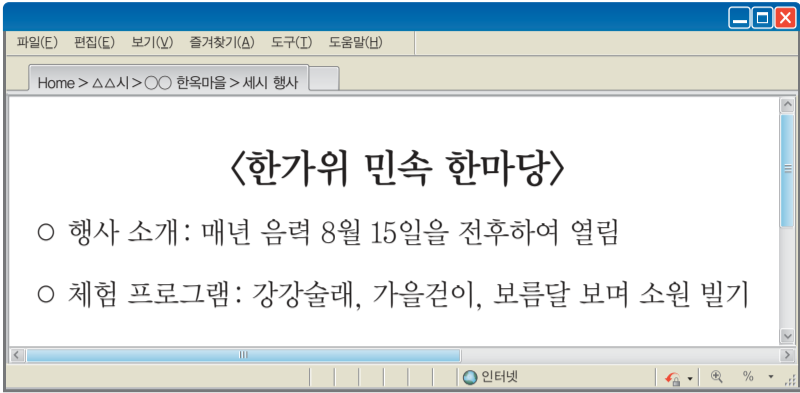 파일(F) 편집(E) 보기(V) 즐겨찾기(A) 도구(T) 도움말(H)
Home > △△시 > ○○ 한옥마을 > 세시 행사
〈한가위 민속 한마당〉
○ 행사 소개: 매년 음력 8월 15일을 전후하여 열림
○ 체험 프로그램: 강강술래, 가을걷이, 보름달 보며 소원 빌기
인터넷 %